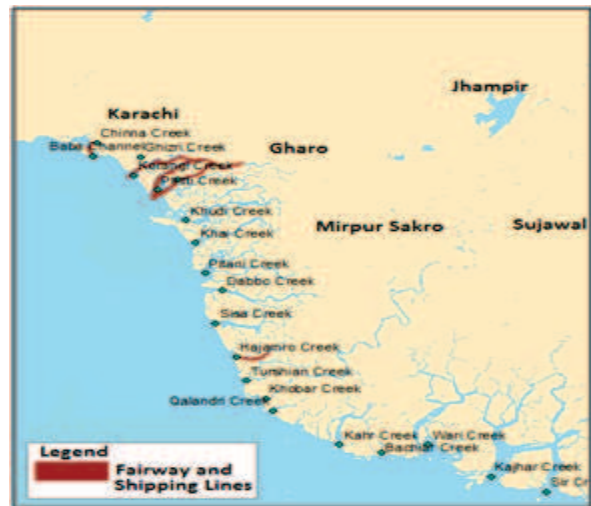 Jhampir
Karachi
Chinna Creek
Baba Channel
Ghizri Creek
Gharo
Korangi Creek
Phitti Creek
Khudi Creek
Mirpur Sakro
Sujawal
Khai Creek
Pitiani Creek
Dabbo Creek
Sisa Creek
Hajamro Creek
Turshian Creek
Khobar Creek
Qalandri Creek
Kahr Creek
Wari Creek
Bachiar Creek
Kajhar Creek
Sir Cr
Legend
Fairway and
Shipping Lines